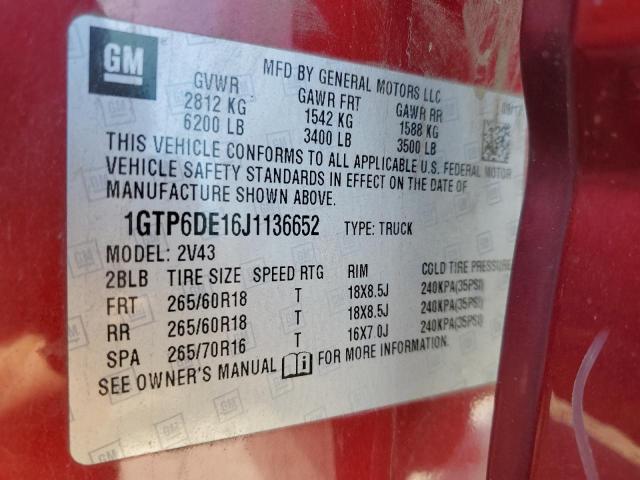 GM
MFD BY GENERAL MOTORS LLC
GVWR GAWR FRT GAWR RR
2812 KG 1542 KG 1588 KG
6200 LB 3400 LB 3500 LB
THIS VEHICLE CONFORMS TO ALL APPLICABLE U.S. FEDERAL MOTOR
VEHICLE SAFETY STANDARDS IN EFFECT ON THE DATE OF
MANUFACTURE SHOWN ABOVE.
1GTP6DE16J1136652 TYPE: TRUCK
MODEL: 2V43
2BLB TIRE SIZE SPEED RTG RIM COLD TIRE PRESSURE
FRT 265/60R18 T 18X8.5J 240KPA(35PSI)
RR 265/60R18 T 18X8.5J 240KPA(35PSI)
SPA 265/70R16 T 16X7.0J 240KPA(35PSI)
SEE OWNER'S MANUAL FOR MORE INFORMATION.